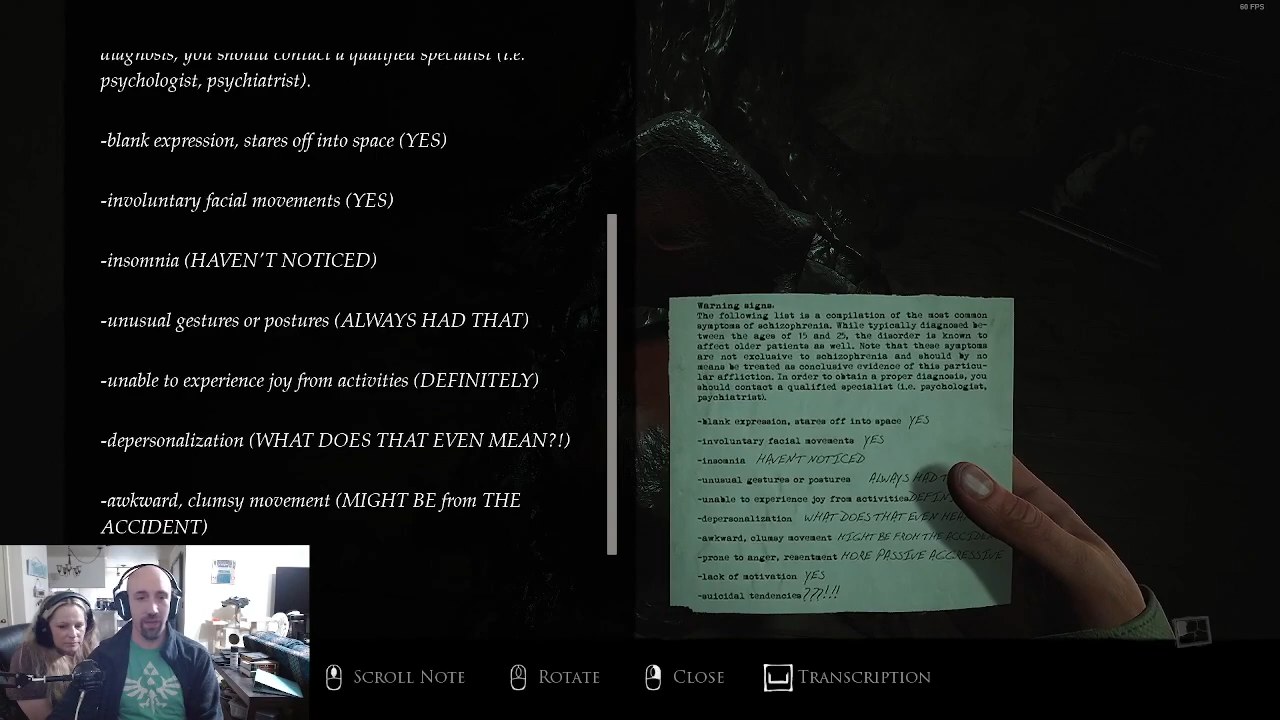 60 FPS
diagnosis, you should contact a qualified specialist (i.e.
psychologist, psychiatrist).
-blank expression, stares off into space (YES)
-involuntary facial movements (YES)
-insomnia (HAVEN'T NOTICED)
-unusual gestures or postures (ALWAYS HAD THAT)
-unable to experience joy from activities (DEFINITELY)
-depersonalization (WHAT DOES THAT EVEN MEAN?!)
-awkward, clumsy movement (MIGHT BE from THE
ACCIDENT)
Warning signs.
The following list is a compilation of the most common
symptoms of schizophrenia. While typically diagnosed be-
tween the ages of 15 and 25, the disorder is known to
affect older patients as well. Note that these symptoms
are not exclusive to schizophrenia and should by no
means be treated as conclusive evidence of this particu-
lar affliction. In order to obtain a proper diagnosis, you
should contact a qualified specialist (i.e. psychologist,
psychiatrist).
-blank expression, stares off into space YES
-involuntary facial movements YES
-insomnia HAVEN'T NOTICED
-unusual gestures or postures ALWAYS HAD
-unable to experience joy from activities
-depersonalization WHAT DOES THAT EVEN
-awkward, clumsy movement MIGHT BE FROM THE
-prone to anger, resentment MORE PASSIVE AGGRESSIVE
-lack of motivation YES
-suicidal tendencies ???!!!
SCROLL NOTE
ROTATE
CLOSE
TRANSCRIPTION